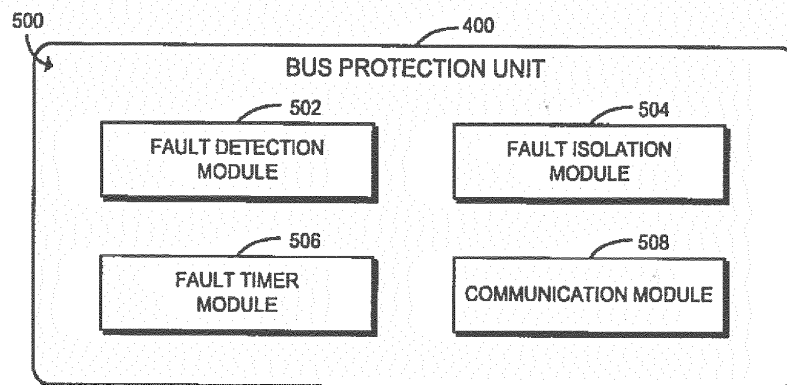 500
400
BUS PROTECTION UNIT
502
504
FAULT DETECTION
MODULE
FAULT ISOLATION
MODULE
506
508
FAULT TIMER
MODULE
COMMUNICATION MODULE